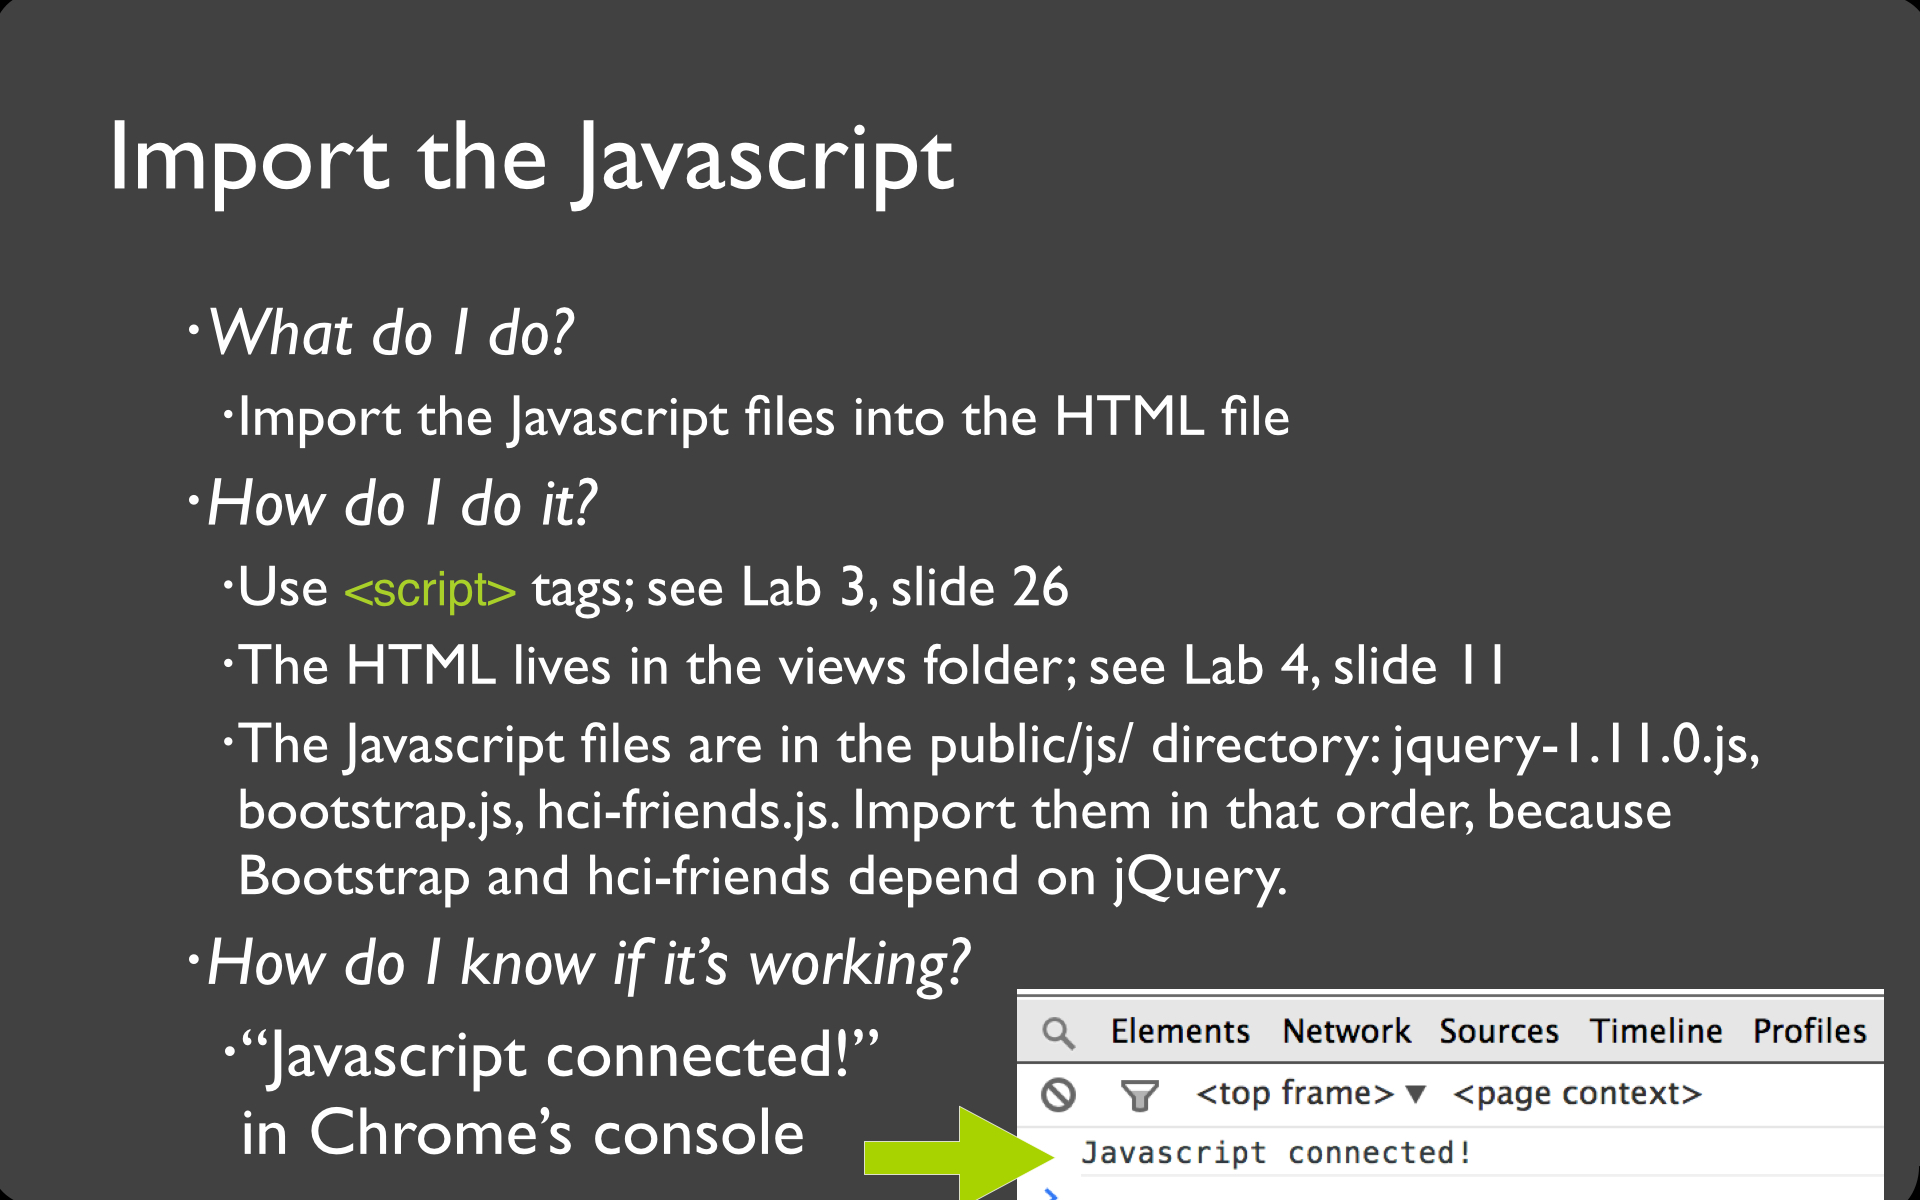 Import the Javascript
•What do I do?
•Import the Javascript files into the HTML file
•How do I do it?
•Use <script> tags; see Lab 3, slide 26
•The HTML lives in the views folder; see Lab 4, slide 11
•The Javascript files are in the public/js/ directory: jquery-1.11.0.js,
bootstrap.js, hci-friends.js. Import them in that order, because
Bootstrap and hci-friends depend on jQuery.
•How do I know if it’s working?
•“Javascript connected!”
in Chrome’s console
Elements Network Sources Timeline Profiles
<top frame> ▼ <page context>
Javascript connected!